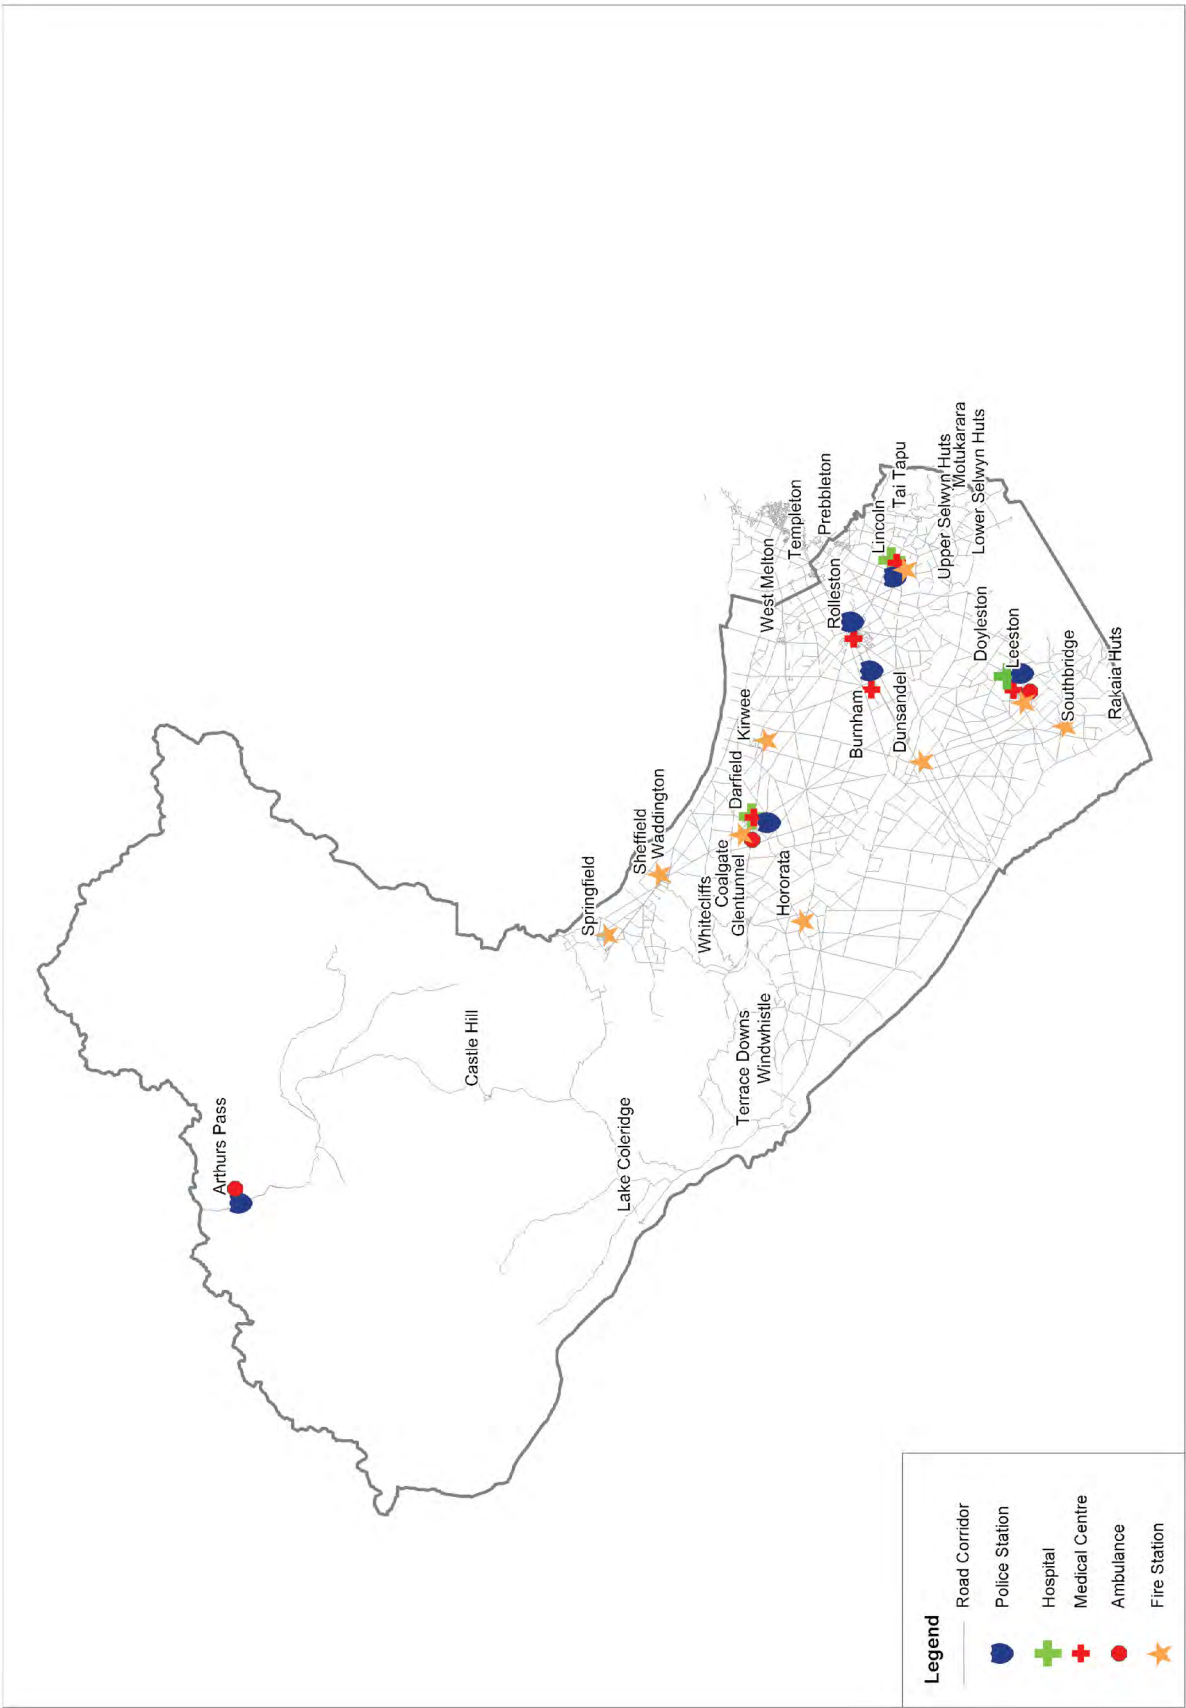 Arthurs Pass
Castle Hill
Lake Coleridge
Springfield
Sheffield
Waddington
Whitecliffs
Coalgate
Glentunnel
Darfield
Kirwee
Terrace Downs
Windwhistle
Hororata
West Melton
Templeton
Prebbleton
Rolleston
Burnham
Dunsandel
Lincoln
Tai Tapu
Upper Selwyn Huts
Motukarara
Lower Selwyn Huts
Doyleston
Leeston
Southbridge
Rakaia Huts
Legend
Road Corridor
Police Station
Hospital
Medical Centre
Ambulance
Fire Station